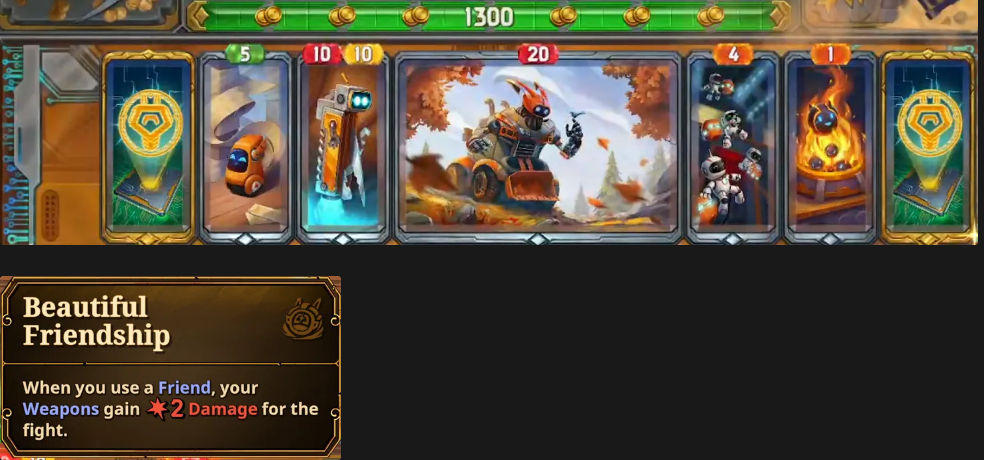 1300
5
10 10
20
4
1
Beautiful
Friendship
When you use a Friend, your
Weapons gain 2 Damage for the
fight.